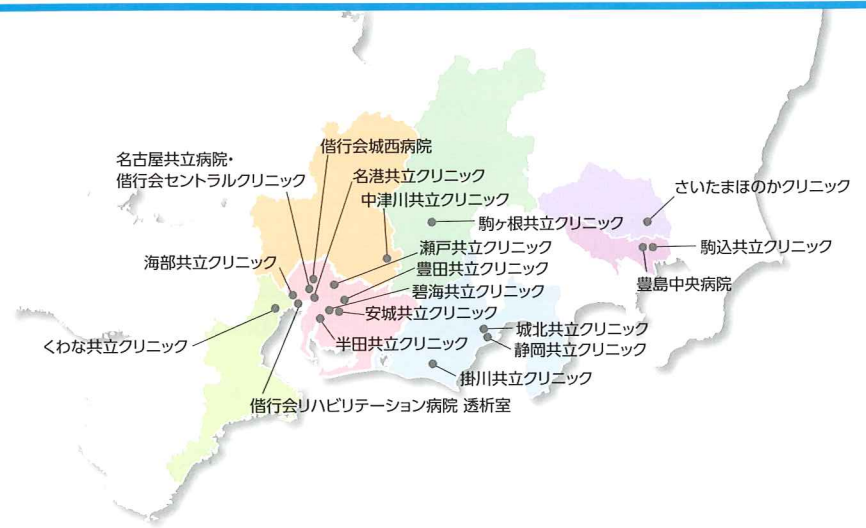 名古屋共立病院・
偕行会セントラルクリニック
偕行会城西病院
名港共立クリニック
中津川共立クリニック
駒ヶ根共立クリニック
さいたまほのかクリニック
駒込共立クリニック
豊島中央病院
海部共立クリニック
瀬戸共立クリニック
豊田共立クリニック
碧海共立クリニック
安城共立クリニック
半田共立クリニック
城北共立クリニック
静岡共立クリニック
掛川共立クリニック
くわな共立クリニック
偕行会リハビリテーション病院 透析室